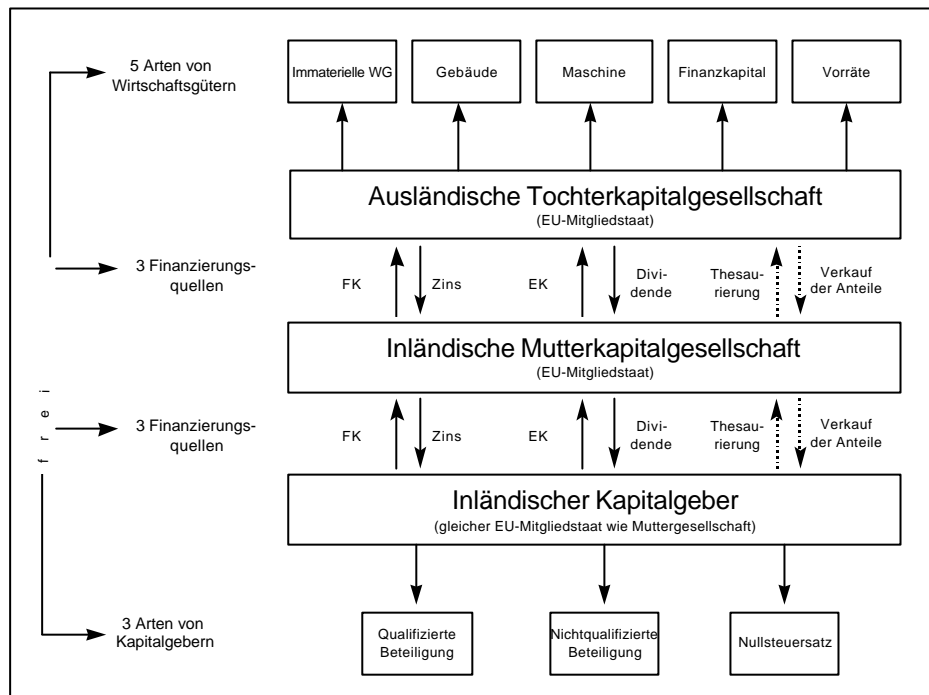 5 Arten von
Wirtschaftsgütern
Immaterielle WG
Gebäude
Maschine
Finanzkapital
Vorräte
Ausländische Tochterkapitalgesellschaft
(EU-Mitgliedstaat)
3 Finanzierungs-
quellen
FK
Zins
EK
Divi-
dende
Thesau-
rierung
Verkauf
der Anteile
Inländische Mutterkapitalgesellschaft
(EU-Mitgliedstaat)
frei
3 Finanzierungs-
quellen
FK
Zins
EK
Divi-
dende
Thesau-
rierung
Verkauf
der Anteile
Inländischer Kapitalgeber
(gleicher EU-Mitgliedstaat wie Muttergesellschaft)
3 Arten von
Kapitalgebern
Qualifizierte
Beteiligung
Nichtqualifizierte
Beteiligung
Nullsteuersatz